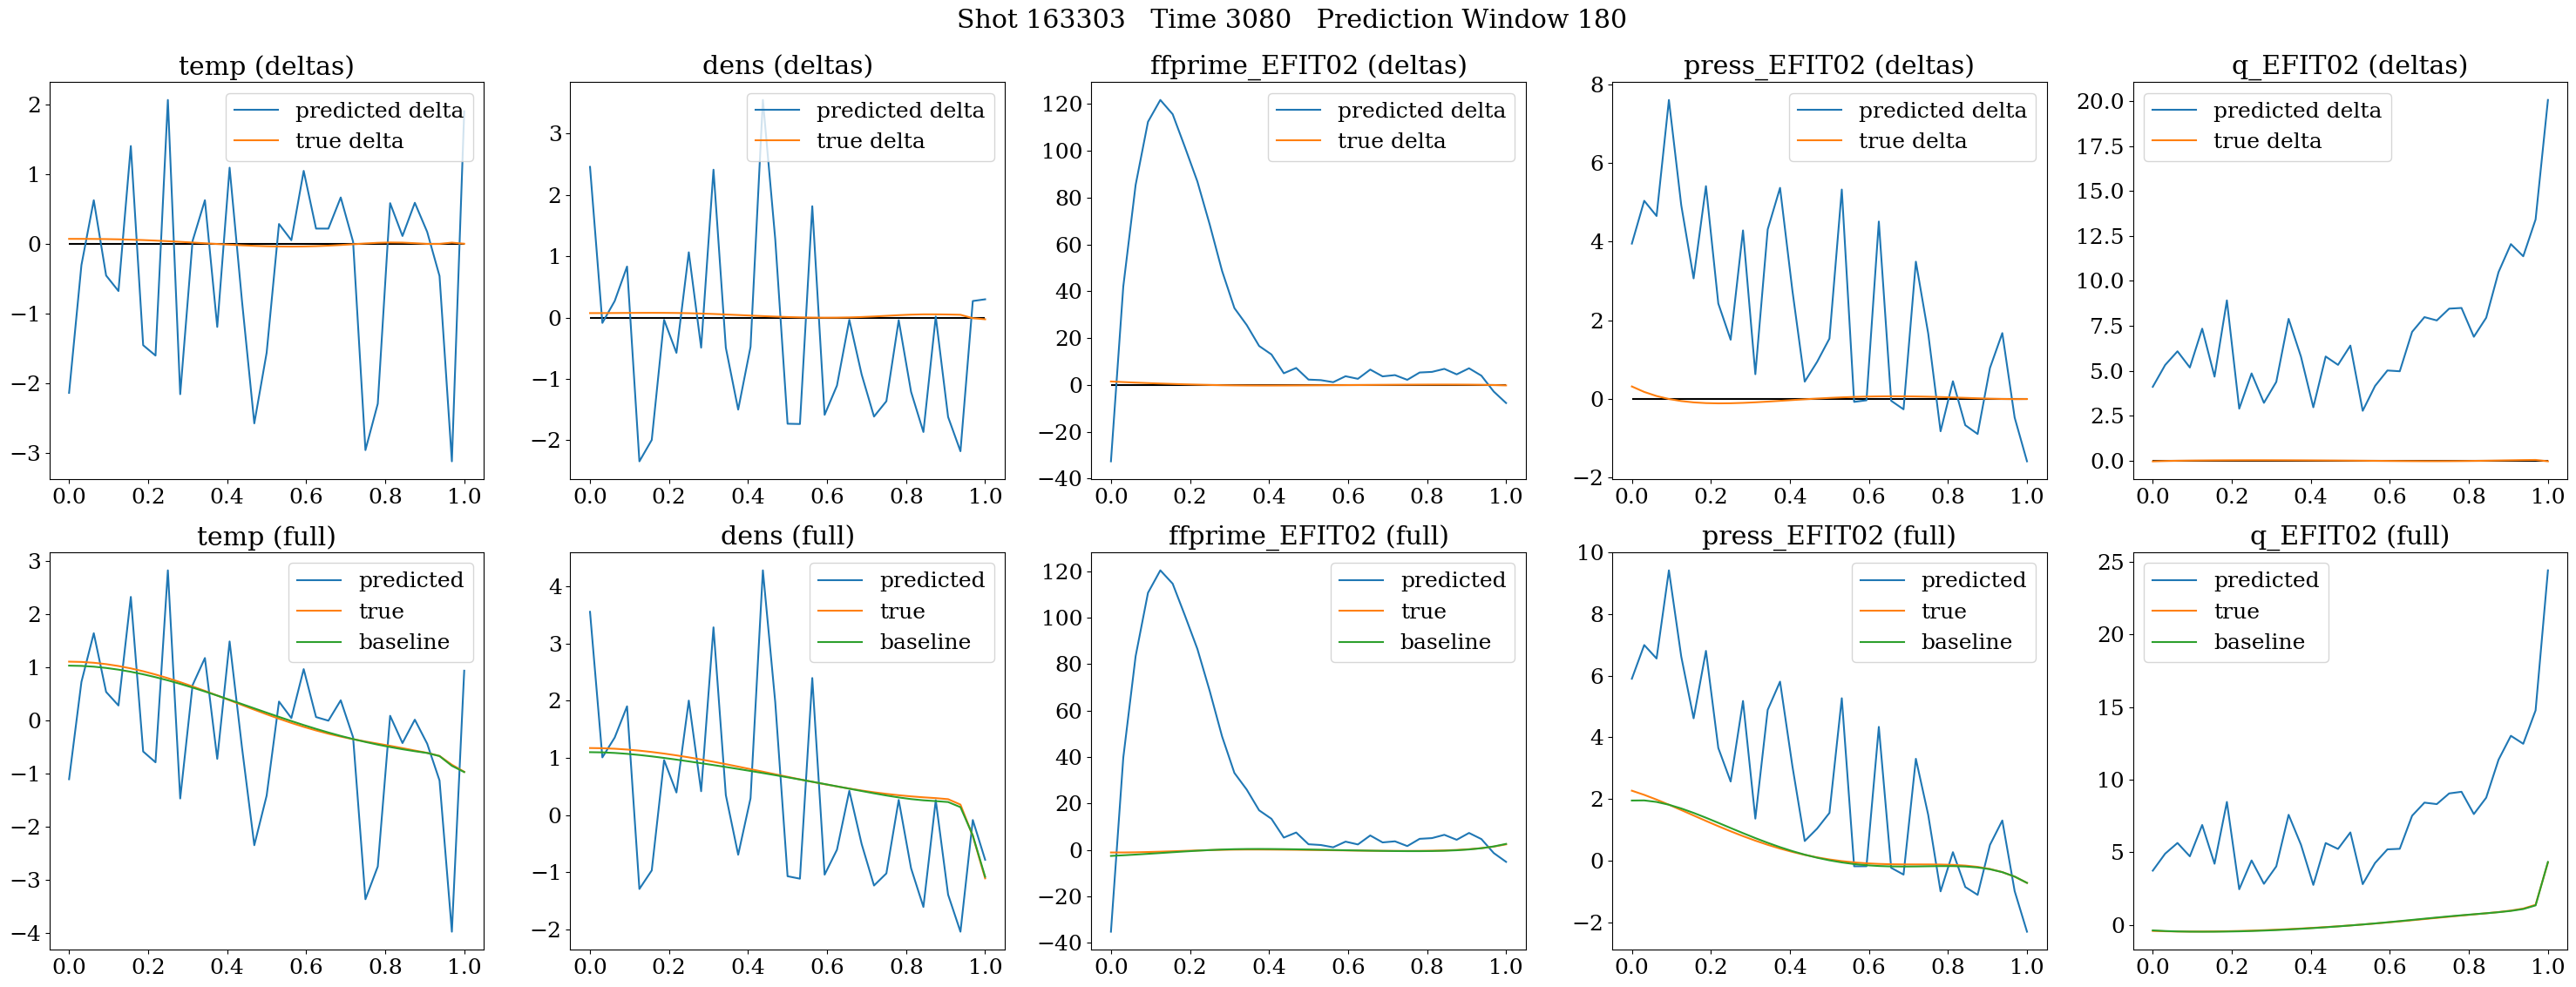 Shot 163303   Time 3080   Prediction Window 180
temp (deltas)
predicted delta
true delta
2
1
0
−1
−2
−3
0.0 0.2 0.4 0.6 0.8 1.0
dens (deltas)
predicted delta
true delta
3
2
1
0
−1
−2
0.0 0.2 0.4 0.6 0.8 1.0
ffprime_EFIT02 (deltas)
predicted delta
true delta
120
100
80
60
40
20
0
−20
−40
0.0 0.2 0.4 0.6 0.8 1.0
press_EFIT02 (deltas)
predicted delta
true delta
8
6
4
2
0
−2
0.0 0.2 0.4 0.6 0.8 1.0
q_EFIT02 (deltas)
predicted delta
true delta
20.0
17.5
15.0
12.5
10.0
7.5
5.0
2.5
0.0
0.0 0.2 0.4 0.6 0.8 1.0
temp (full)
predicted
true
baseline
3
2
1
0
−1
−2
−3
−4
0.0 0.2 0.4 0.6 0.8 1.0
dens (full)
predicted
true
baseline
4
3
2
1
0
−1
−2
0.0 0.2 0.4 0.6 0.8 1.0
ffprime_EFIT02 (full)
predicted
true
baseline
120
100
80
60
40
20
0
−20
−40
0.0 0.2 0.4 0.6 0.8 1.0
press_EFIT02 (full)
predicted
true
baseline
10
8
6
4
2
0
−2
0.0 0.2 0.4 0.6 0.8 1.0
q_EFIT02 (full)
predicted
true
baseline
25
20
15
10
5
0
0.0 0.2 0.4 0.6 0.8 1.0